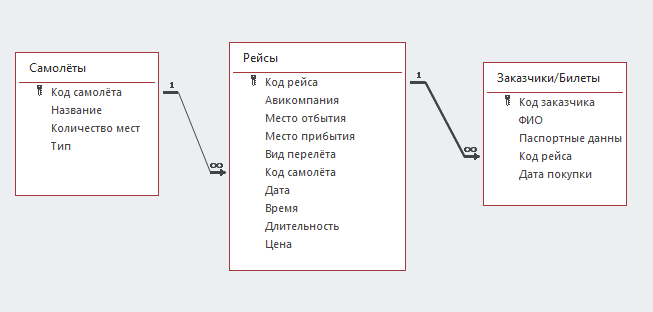 Самолёты
Код самолёта
Название
Количество мест
Тип
1
∞
Рейсы
Код рейса
Авикомпания
Место отбытия
Место прибытия
Вид перелёта
Код самолёта
Дата
Время
Длительность
Цена
1
∞
Заказчики/Билеты
Код заказчика
ФИО
Паспортные данны
Код рейса
Дата покупки